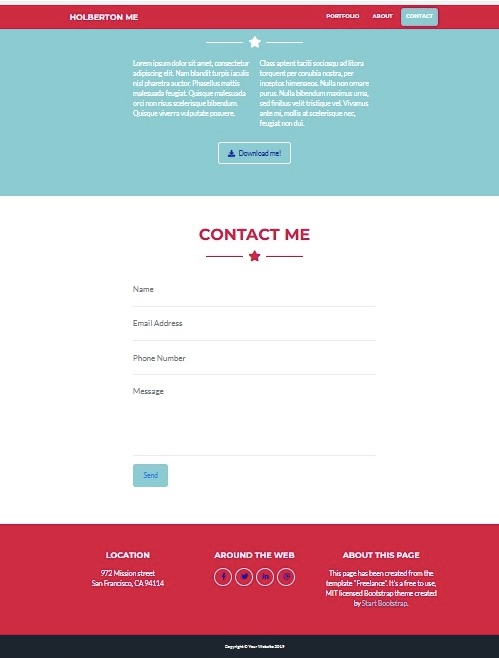 HOLBERTON ME
PORTFOLIO ABOUT CONTACT
Lorem ipsum dolor sit amet, consectetur
adipiscing elit. Nam blandit turpis iaculis
nisl pharetra auctor. Phasellus mattis
malesuada feugiat. Quisque malesuada
orci non risus scelerisque bibendum.
Quisque viverra vulputate posuere.
Class aptent taciti sociosqu ad litora
torquent per conubia nostra, per
inceptos himenaeos. Nulla non ornare
purus. Nulla bibendum maximus urna,
sed finibus velit tristique vel. Vivamus
ante mi, mollis at scelerisque nec,
feugiat non dui.
Download me!
CONTACT ME
Name
Email Address
Phone Number
Message
Send
LOCATION
972 Mission street
San Francisco, CA 94114
AROUND THE WEB
ABOUT THIS PAGE
This page has been created from the
template "Freelance". It's a free to use,
MIT licensed Bootstrap theme created
by Start Bootstrap.
Copyright © Your Website 2019